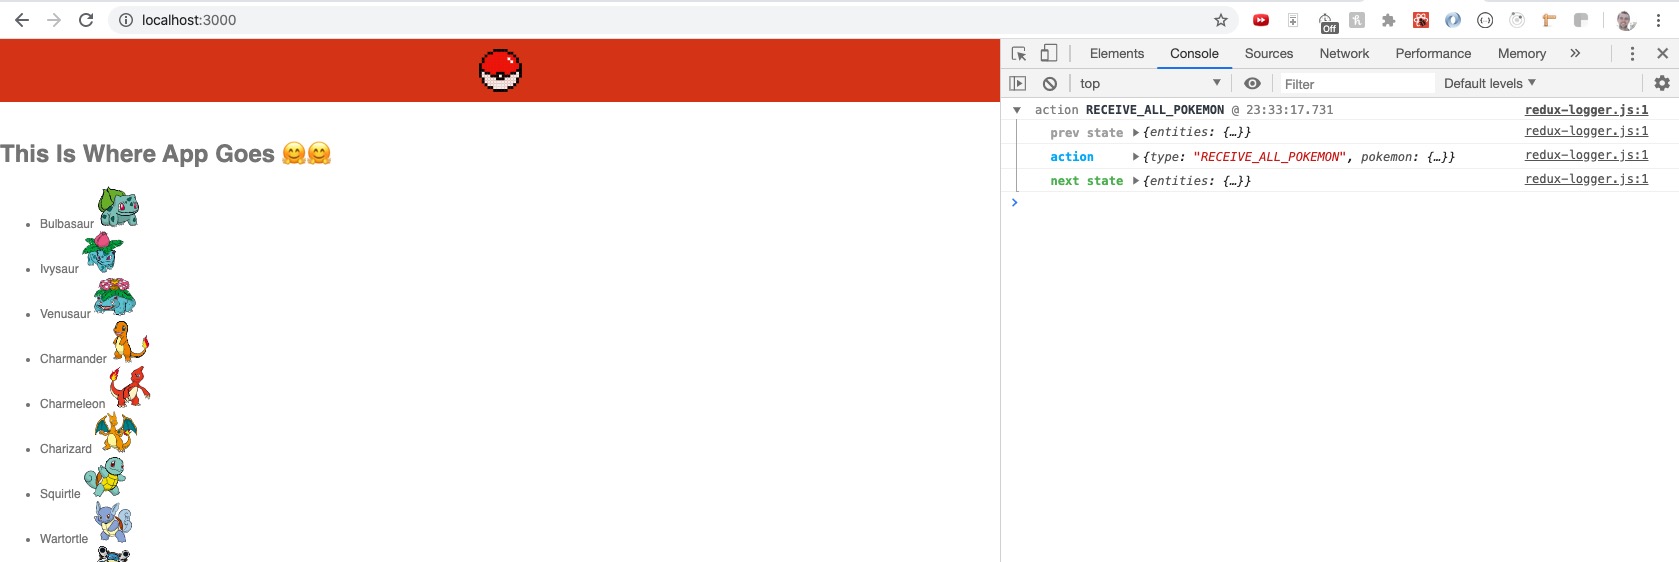 localhost:3000
Off
This Is Where App Goes 🤗🤗
Bulbasaur
Ivysaur
Venusaur
Charmander
Charmeleon
Charizard
Squirtle
Wartortle
Elements Console Sources Network Performance Memory »
top Filter Default levels
action RECEIVE_ALL_POKEMON @ 23:33:17.731 redux-logger.js:1
prev state {entities: {…}} redux-logger.js:1
action {type: "RECEIVE_ALL_POKEMON", pokemon: {…}} redux-logger.js:1
next state {entities: {…}} redux-logger.js:1